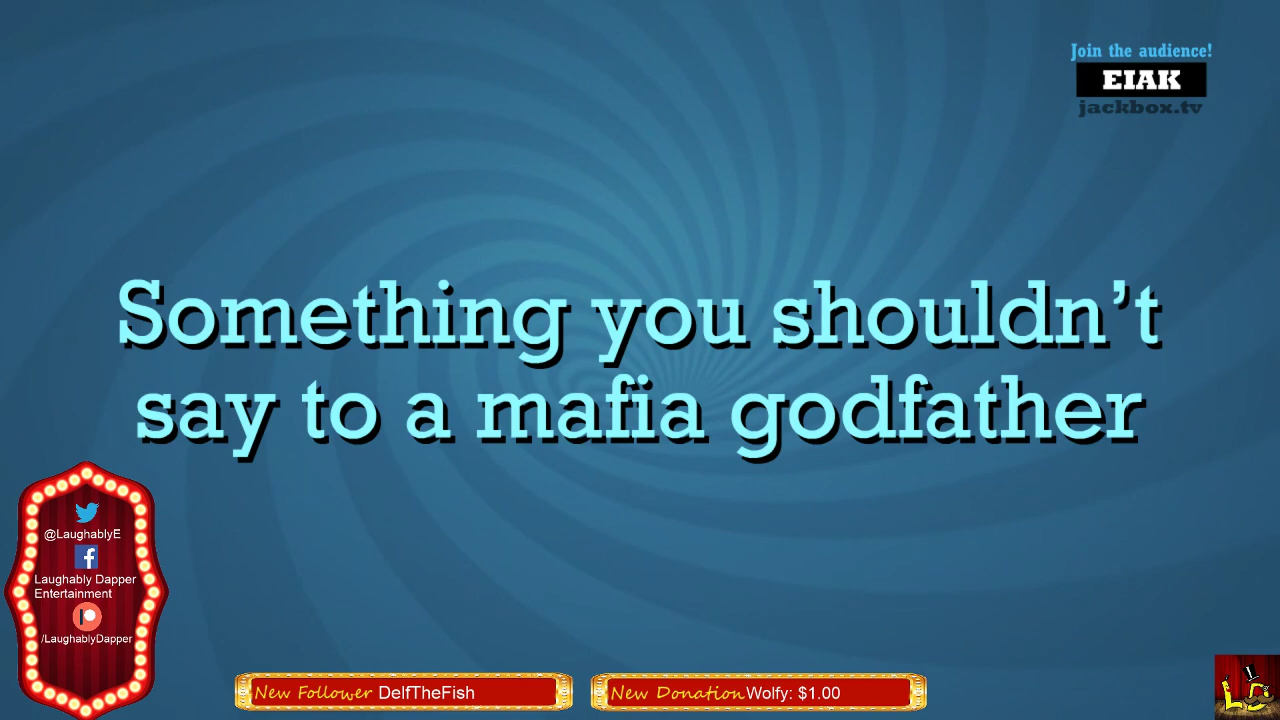 Join the audience!
EIAK
jackbox.tv
Something you shouldn't
say to a mafia godfather
@LaughablyE
Laughably Dapper
Entertainment
/LaughablyDapper
New Follower DelfTheFish
New Donation Wolfy: $1.00
LD